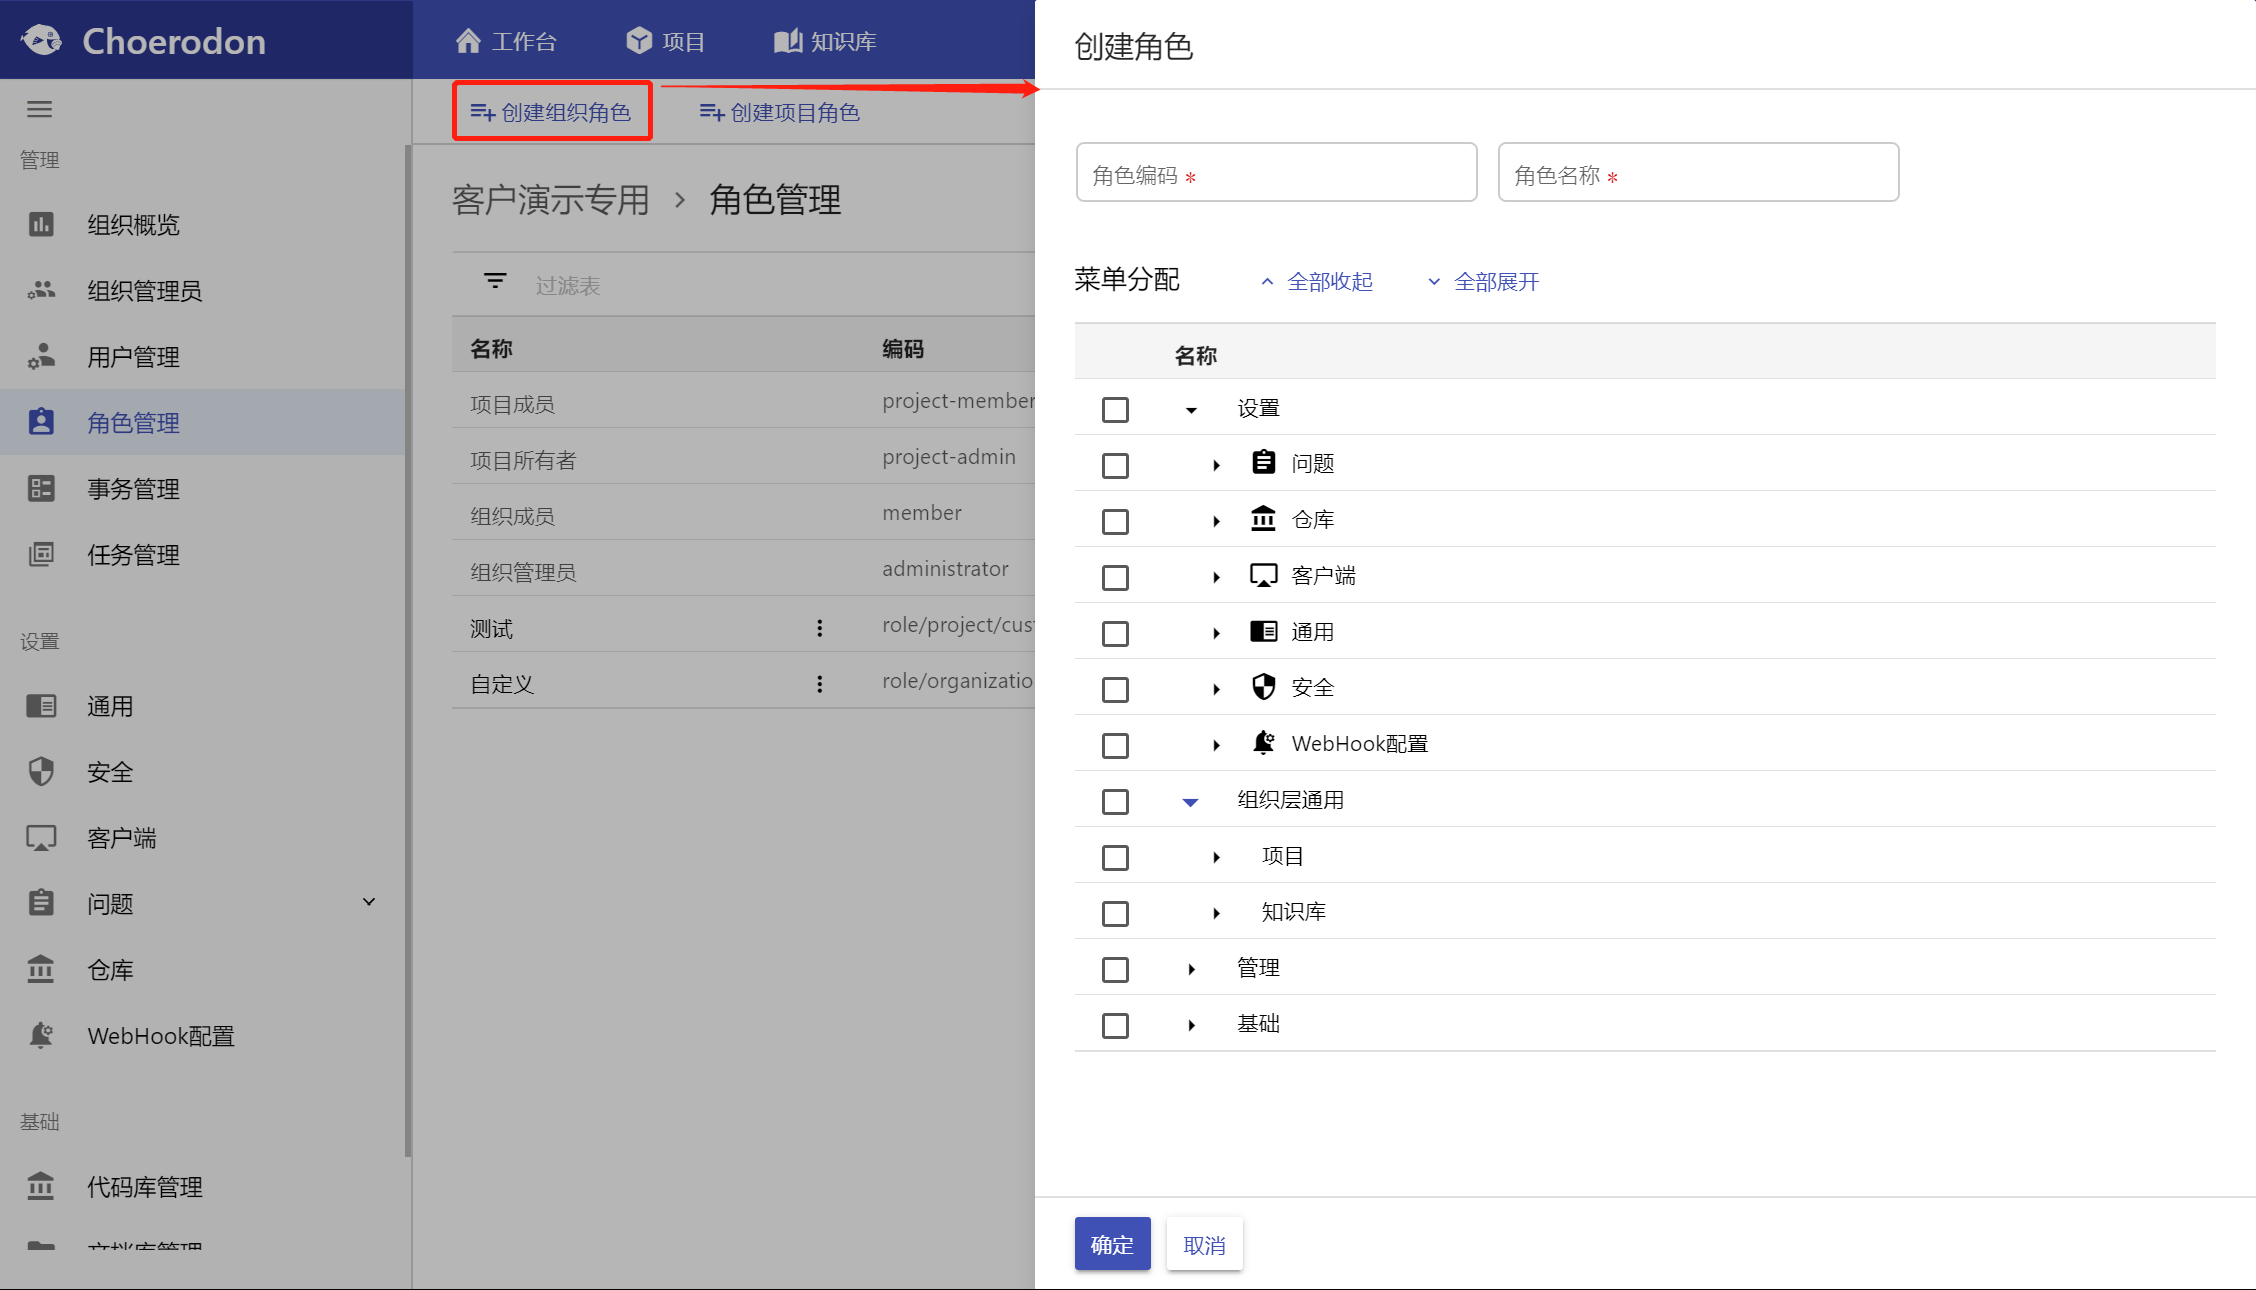 Choerodon
工作台
项目
知识库
管理
组织概览
组织管理员
用户管理
角色管理
事务管理
任务管理
设置
通用
安全
客户端
问题
仓库
WebHook配置
基础
代码库管理
文档库管理
创建组织角色
创建项目角色
客户演示专用 › 角色管理
过滤表
名称 编码
项目成员 project-member
项目所有者 project-admin
组织成员 member
组织管理员 administrator
测试 role/project/cus
自定义 role/organizatio
创建角色
角色编码 *
角色名称 *
菜单分配
全部收起
全部展开
名称
设置
问题
仓库
客户端
通用
安全
WebHook配置
组织层通用
项目
知识库
管理
基础
确定
取消